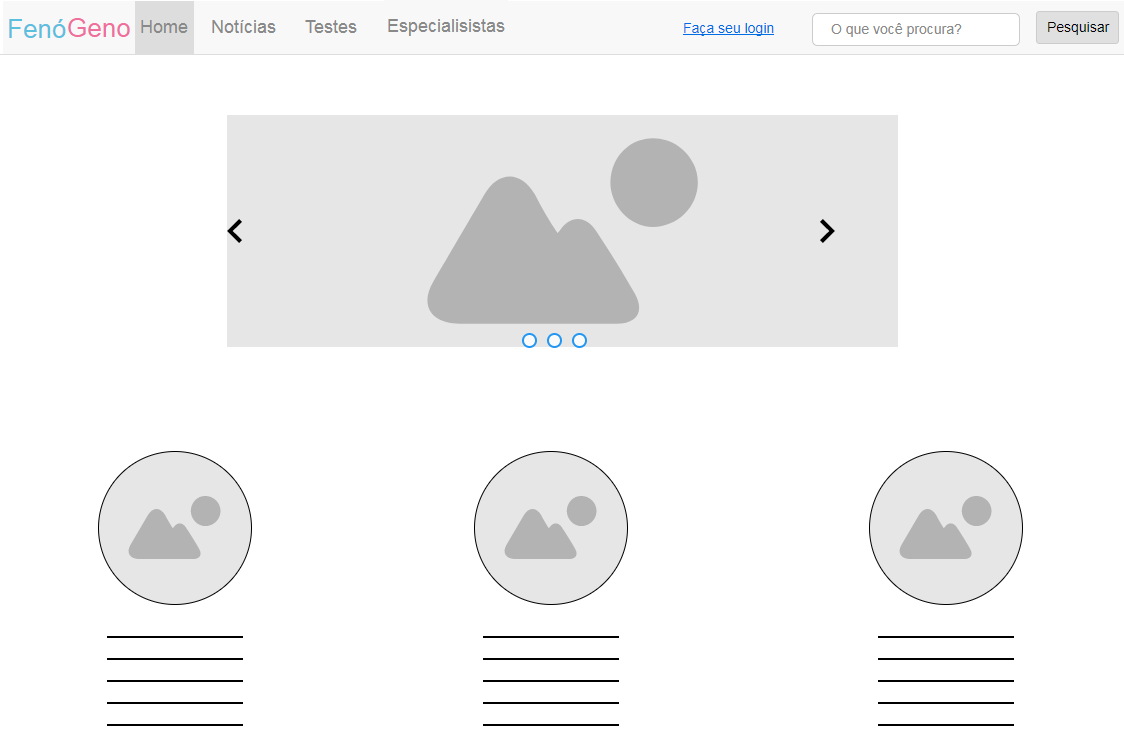 FenóGeno Home Notícias Testes Especialisistas Faça seu login O que você procura? Pesquisar